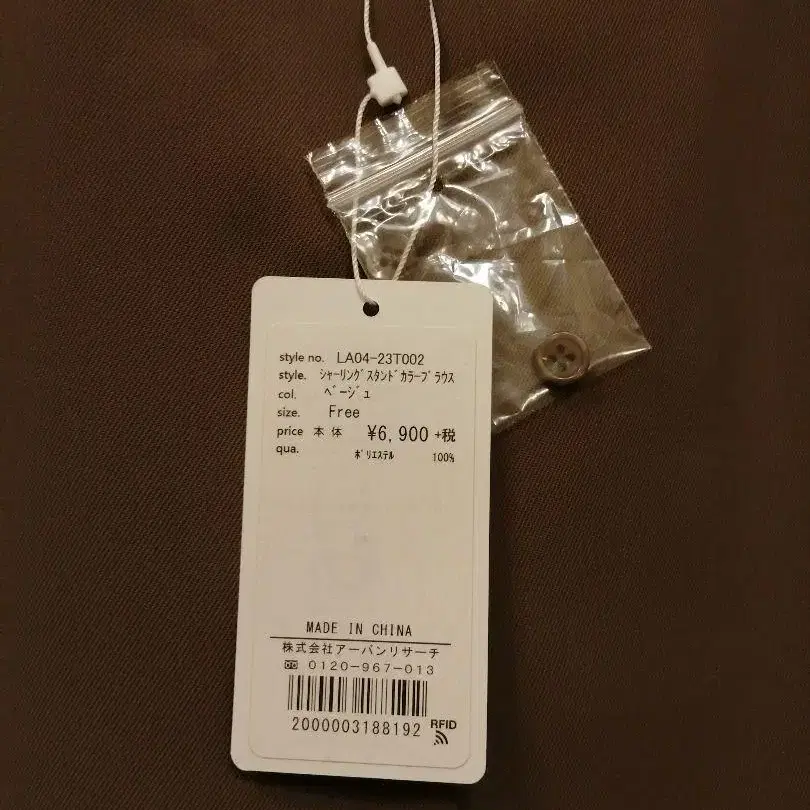 style no. LA04-23T002
style. ｼｬｰﾘﾝｸﾞｽﾀﾝﾄﾞｶﾗｰﾌﾞﾗｳｽ
col. ﾍﾞｰｼﾞｭ
size. Free
price 本体 ¥6,900 +税
qua. ﾎﾟﾘｴｽﾃﾙ 100%
MADE IN CHINA
株式会社アーバンリサーチ
0120-967-013
2000003188192
RFID